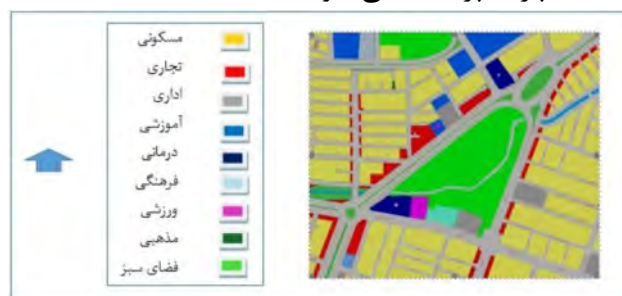 مسکونی
تجاری
اداری
آموزشی
درمانی
فرهنگی
ورزشی
مذهبی
فضای سبز